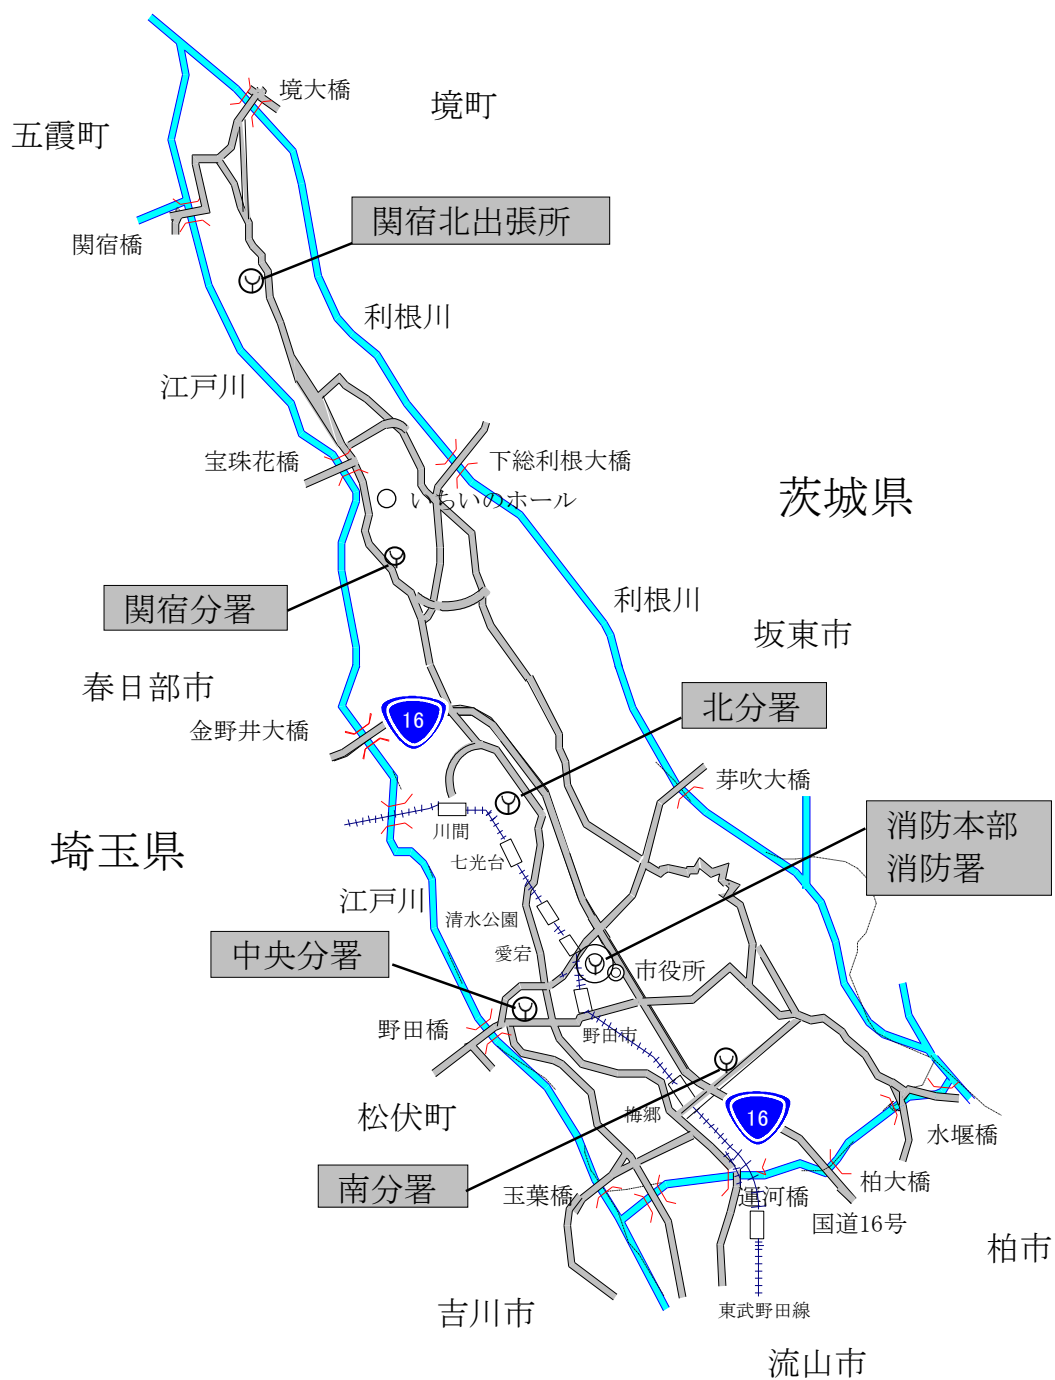 境大橋
境町
五霞町
関宿北出張所
関宿橋
利根川
江戸川
宝珠花橋
下総利根大橋
いちいのホール
茨城県
関宿分署
利根川
坂東市
春日部市
北分署
16
金野井大橋
芽吹大橋
川間
消防本部
消防署
埼玉県
七光台
江戸川
清水公園
愛宕
中央分署
市役所
野田橋
野田市
梅郷
松伏町
16
水堰橋
南分署
玉葉橋
運河橋
柏大橋
国道16号
柏市
吉川市
東武野田線
流山市